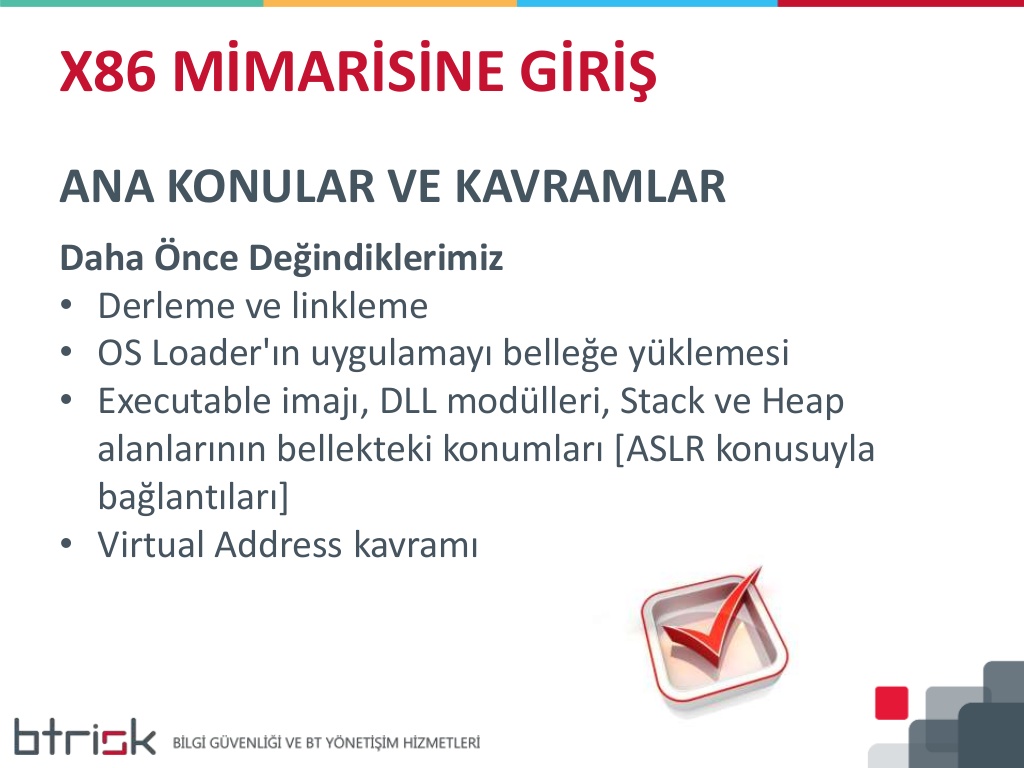 X86 MİMARİSİNE GİRİŞ
ANA KONULAR VE KAVRAMLAR
Daha Önce Değindiklerimiz
• Derleme ve linkleme
• OS Loader'ın uygulamayı belleğe yüklemesi
• Executable imajı, DLL modülleri, Stack ve Heap
alanlarının bellekteki konumları [ASLR konusuyla
bağlantıları]
• Virtual Address kavramı
btrisk BİLGİ GÜVENLİĞİ VE BT YÖNETİŞİM HİZMETLERİ